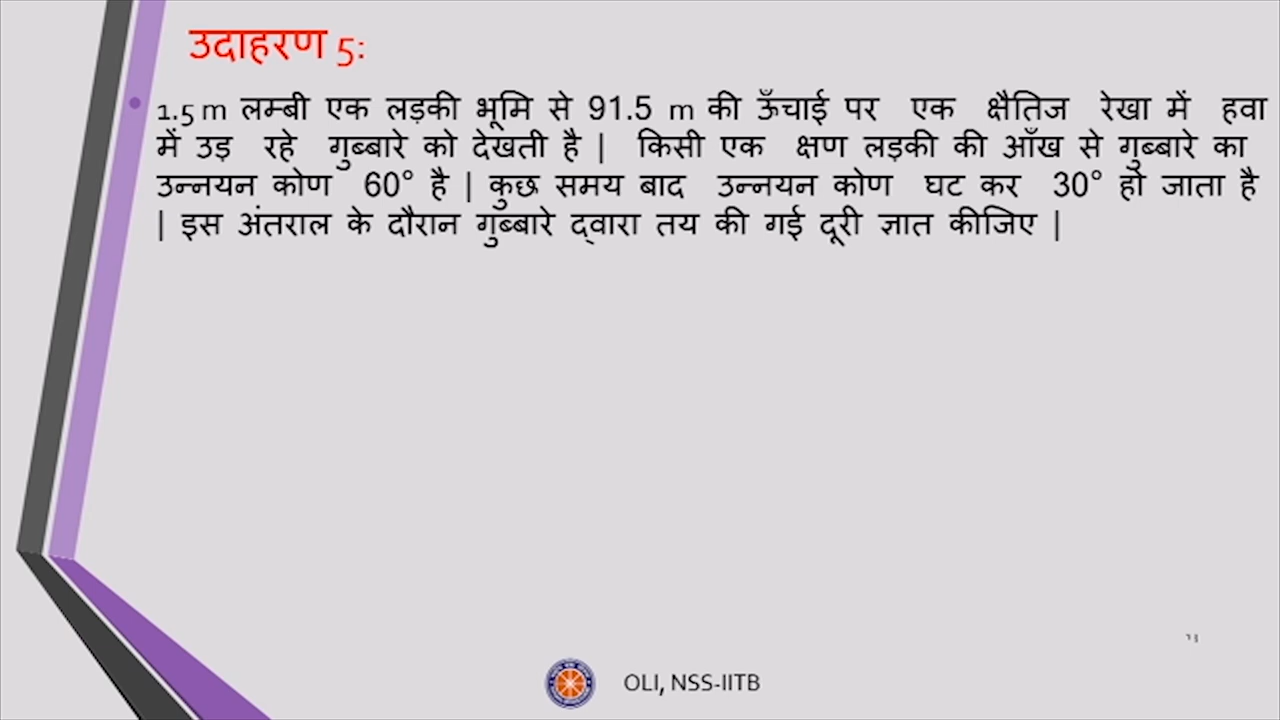 उदाहरण 5:
1.5 m लम्बी एक लड़की भूमि से 91.5 m की ऊँचाई पर एक क्षैतिज रेखा में हवा
में उड़ रहे गुब्बारे को देखती है | किसी एक क्षण लड़की की आँख से गुब्बारे का
उन्नयन कोण 60° है | कुछ समय बाद उन्नयन कोण घट कर 30° हो जाता है
| इस अंतराल के दौरान गुब्बारे द्वारा तय की गई दूरी ज्ञात कीजिए |
OLI, NSS-IITB